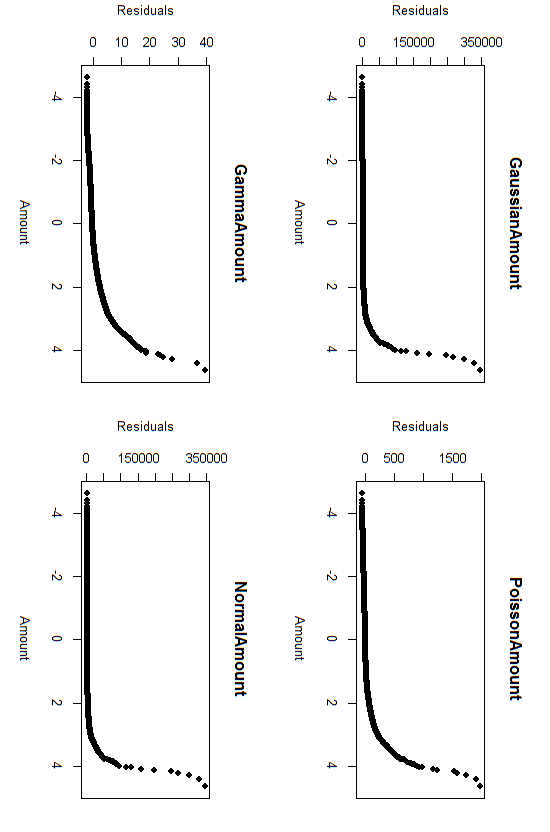 GaussianAmount
Residuals
0 150000 350000
-4 -2 0 2 4
Amount
PoissonAmount
Residuals
0 500 1500
-4 -2 0 2 4
Amount
GammaAmount
Residuals
0 10 20 30 40
-4 -2 0 2 4
Amount
NormalAmount
Residuals
0 150000 350000
-4 -2 0 2 4
Amount